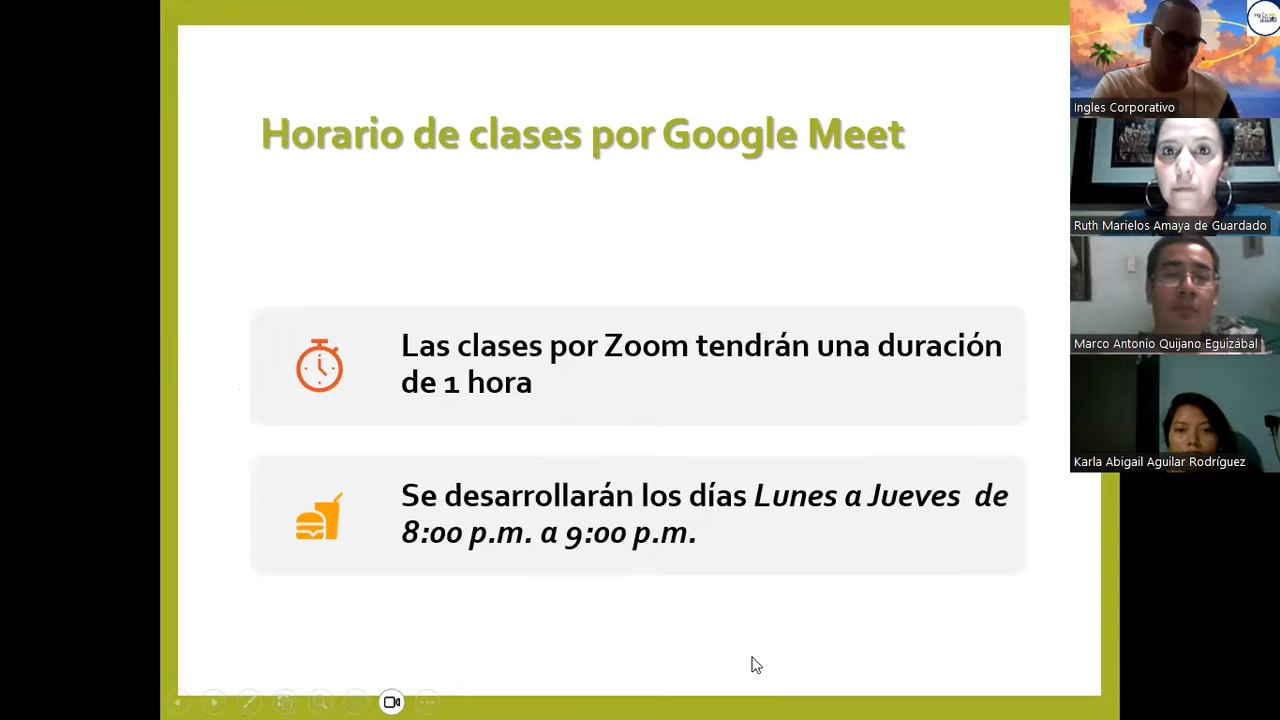 Horario de clases por Google Meet
Las clases por Zoom tendrán una duración
de 1 hora
Se desarrollarán los días Lunes a Jueves de
8:00 p.m. a 9:00 p.m.
Ingles Corporativo
Ruth Marielos Amaya de Guardado
Marco Antonio Quijano Eguizábal
Karla Abigail Aguilar Rodríguez